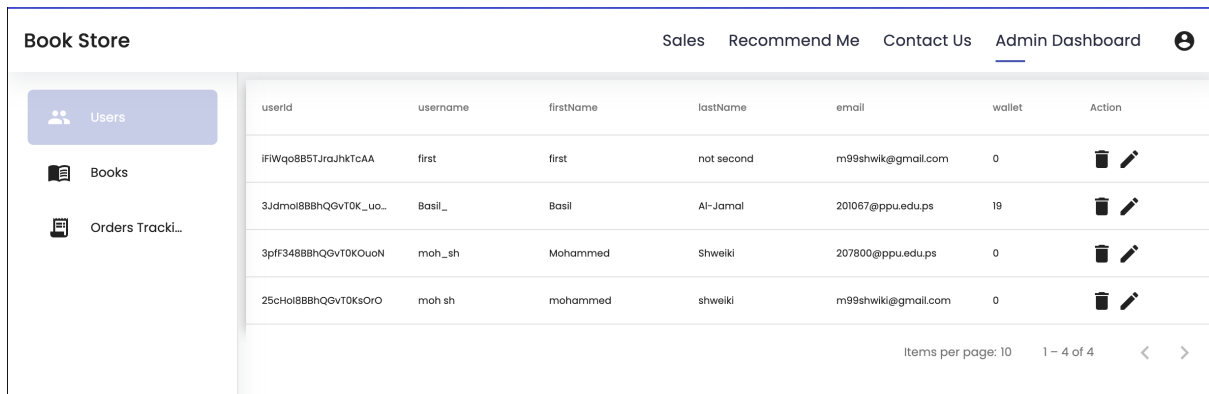 Book Store
Sales Recommend Me Contact Us Admin Dashboard
Users
Books
Orders Tracki...
userId username firstName lastName email wallet Action
iFiWqo8B5TJraJhkTcAA first first not second m99shwik@gmail.com 0
3JdmoI8BBhQGvT0K_uo... Basil_ Basil Al-Jamal 201067@ppu.edu.ps 19
3pfF348BBhQGvT0KOuoN moh_sh Mohammed Shweiki 207800@ppu.edu.ps 0
25cHoI8BBhQGvT0KsOrO moh sh mohammed shweiki m99shwiki@gmail.com 0
Items per page: 10 1 – 4 of 4